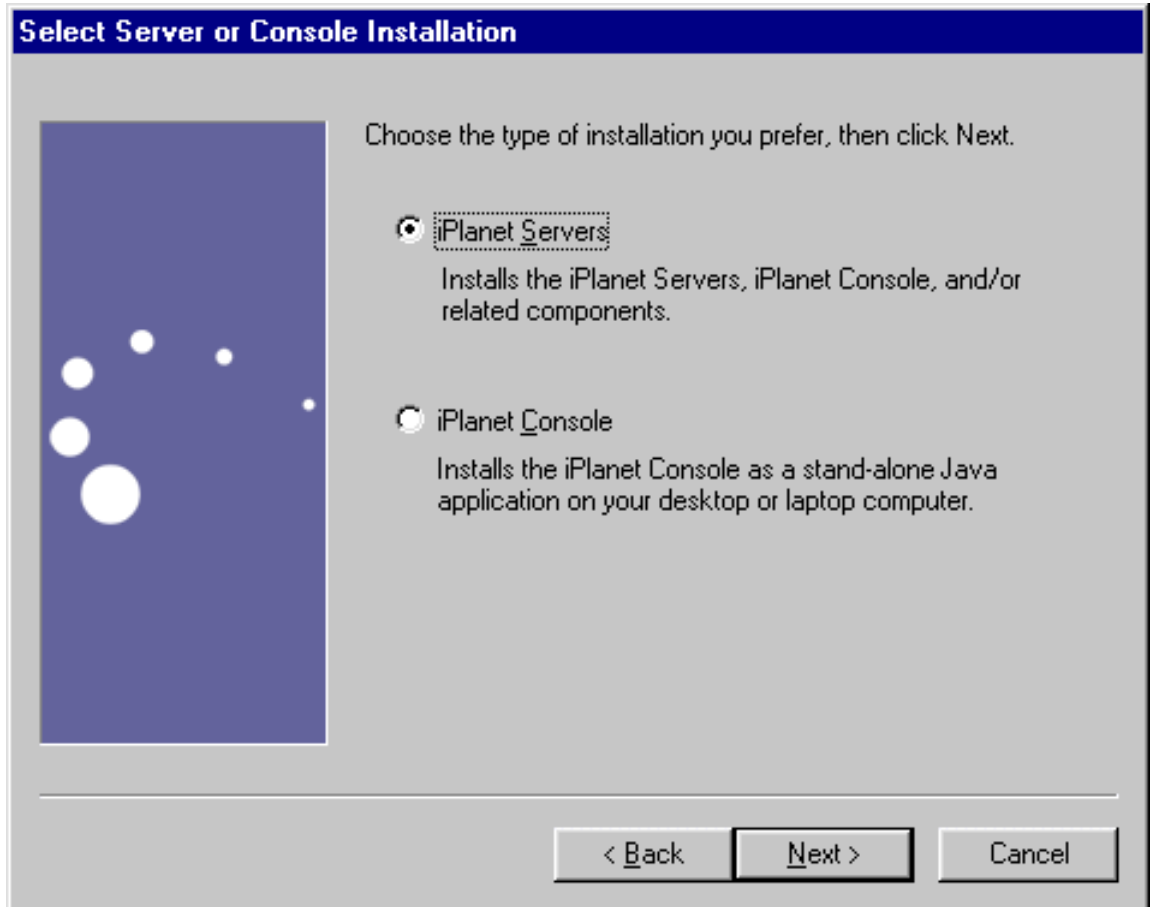 Select Server or Console Installation
Choose the type of installation you prefer, then click Next.
iPlanet Servers
Installs the iPlanet Servers, iPlanet Console, and/or
related components.
iPlanet Console
Installs the iPlanet Console as a stand-alone Java
application on your desktop or laptop computer.
< Back Next > Cancel